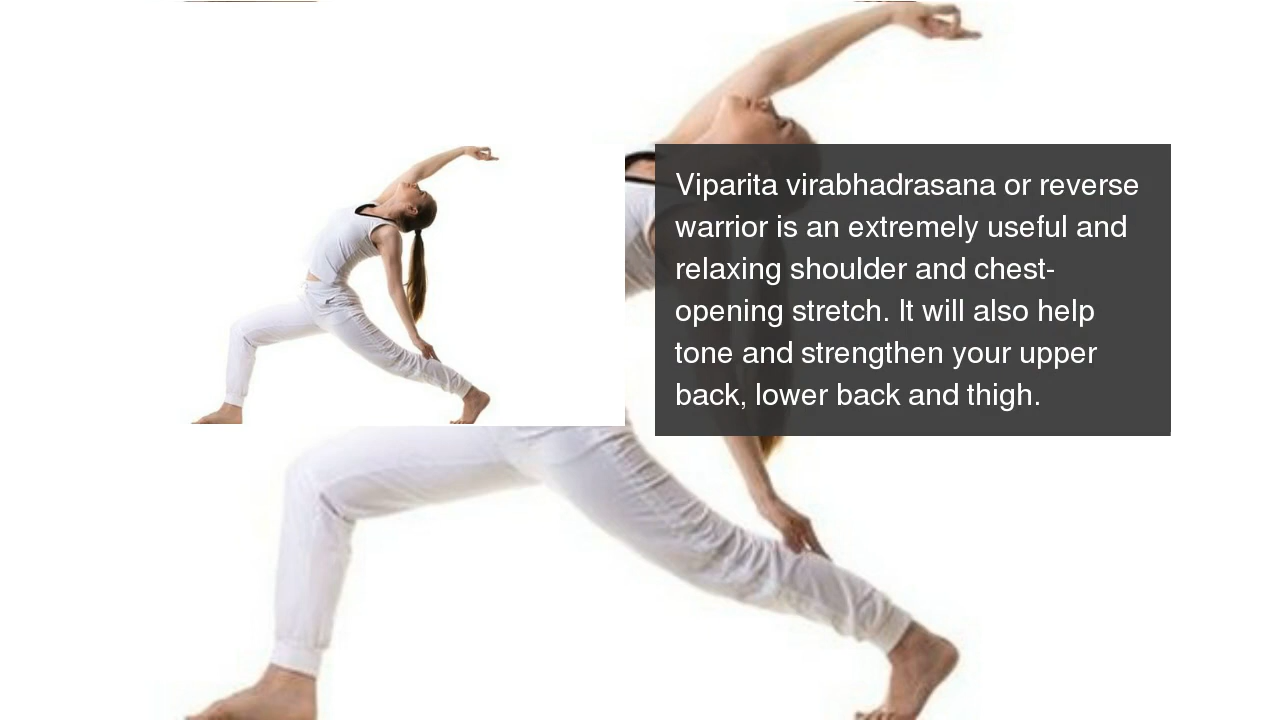 Viparita virabhadrasana or reverse
warrior is an extremely useful and
relaxing shoulder and chest-
opening stretch. It will also help
tone and strengthen your upper
back, lower back and thigh.